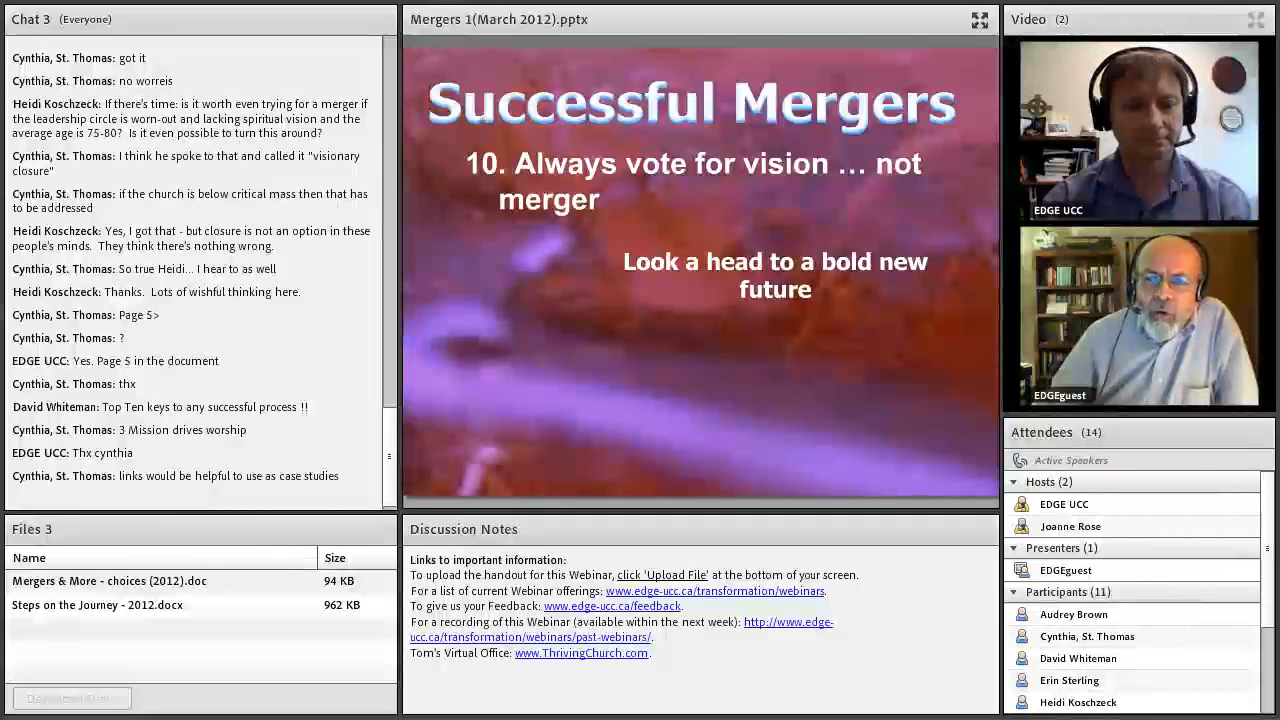 Chat 3 (Everyone)
Cynthia, St. Thomas: got it
Cynthia, St. Thomas: no worreis
Heidi Koschzeck: If there's time: is it worth even trying for a merger if
the leadership circle is worn-out and lacking spiritual vision and the
average age is 75-80? Is it even possible to turn this around?
Cynthia, St. Thomas: I think he spoke to that and called it "visionary
closure"
Cynthia, St. Thomas: if the church is below critical mass then that has
to be addressed
Heidi Koschzeck: Yes, I got that - but closure is not an option in these
people's minds. They think there's nothing wrong.
Cynthia, St. Thomas: So true Heidi... I hear to as well
Heidi Koschzeck: Thanks. Lots of wishful thinking here.
Cynthia, St. Thomas: Page 5>
Cynthia, St. Thomas: ?
EDGE UCC: Yes. Page 5 in the document
Cynthia, St. Thomas: thx
David Whiteman: Top Ten keys to any successful process !!
Cynthia, St. Thomas: 3 Mission drives worship
EDGE UCC: Thx cynthia
Cynthia, St. Thomas: links would be helpful to use as case studies
Files 3
Name Size
Mergers & More - choices (2012).doc 94 KB
Steps on the Journey - 2012.docx 962 KB
Mergers 1(March 2012).pptx
Successful Mergers
10. Always vote for vision … not
merger
Look a head to a bold new
future
Discussion Notes
Links to important information:
To upload the handout for this Webinar, click 'Upload File' at the bottom of your screen.
For a list of current Webinar offerings: www.edge-ucc.ca/transformation/webinars.
To give us your Feedback: www.edge-ucc.ca/feedback.
For a recording of this Webinar (available within the next week): http://www.edge-
ucc.ca/transformation/webinars/past-webinars/.
Tom's Virtual Office: www.ThrivingChurch.com.
Video (2)
EDGE UCC
EDGEguest
Attendees (14)
Active Speakers
Hosts (2)
EDGE UCC
Joanne Rose
Presenters (1)
EDGEguest
Participants (11)
Audrey Brown
Cynthia, St. Thomas
David Whiteman
Erin Sterling
Heidi Koschzeck